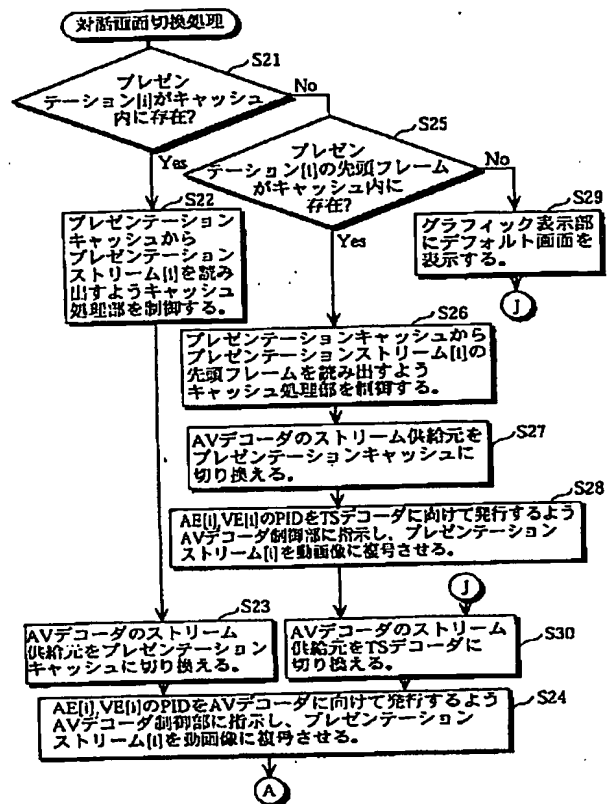 対話画面切換処理
S21
プレゼン
テーション[i]がキャッシュ
内に存在?
No
Yes
S25
プレゼン
テーション[i]の先頭フレーム
がキャッシュ内に
存在?
No
Yes
S22
プレゼンテーション
キャッシュから
プレゼンテーション
ストリーム[i]を読み
出すようキャッシュ
処理部を制御する。
S29
グラフィック表示部
にデフォルト画面を
表示する。
J
S26
プレゼンテーションキャッシュから
プレゼンテーションストリーム[i]の
先頭フレームを読み出すよう
キャッシュ処理部を制御する。
S27
AVデコーダのストリーム供給元を
プレゼンテーションキャッシュに
切り換える。
S28
AE[i],VE[i]のPIDをTSデコーダに向けて発行するよう
AVデコーダ制御部に指示し、プレゼンテーション
ストリーム[i]を動画像に復号させる。
J
S23
AVデコーダのストリーム
供給元をプレゼンテーション
キャッシュに切り換える。
S30
AVデコーダのストリーム
供給元をTSデコーダに
切り換える。
S24
AE[i],VE[i]のPIDをAVデコーダに向けて発行するよう
AVデコーダ制御部に指示し、プレゼンテーション
ストリーム[i]を動画像に復号させる。
A